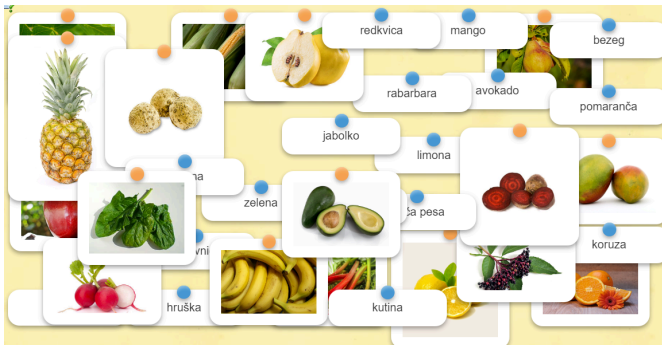 redkvica
mango
bezeg
rabarbara
avokado
pomaranča
jabolko
limona
zelena
koruza
hruška
kutina
pesa